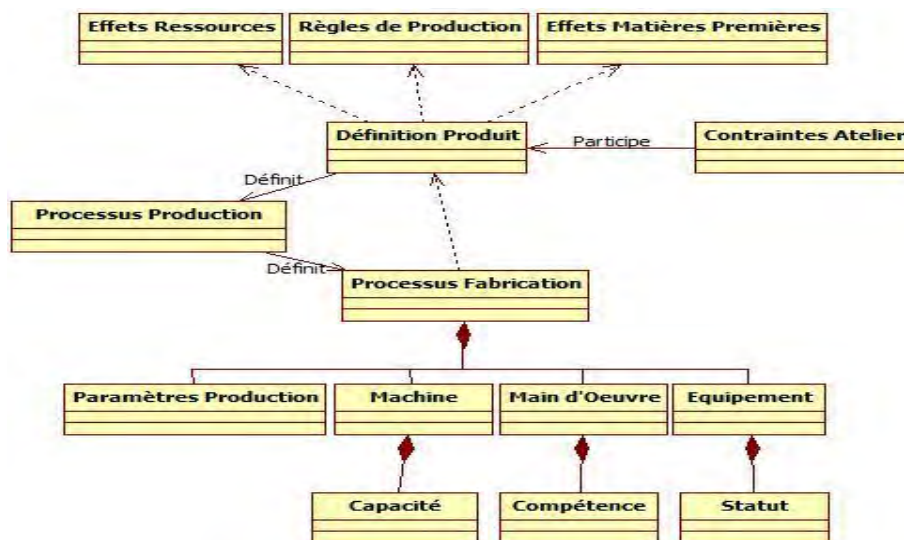 Effets Ressources
Règles de Production
Effets Matières Premières
Définition Produit
Participe
Contraintes Atelier
Définit
Processus Production
Définit
Processus Fabrication
Paramètres Production
Machine
Main d'Oeuvre
Equipement
Capacité
Compétence
Statut